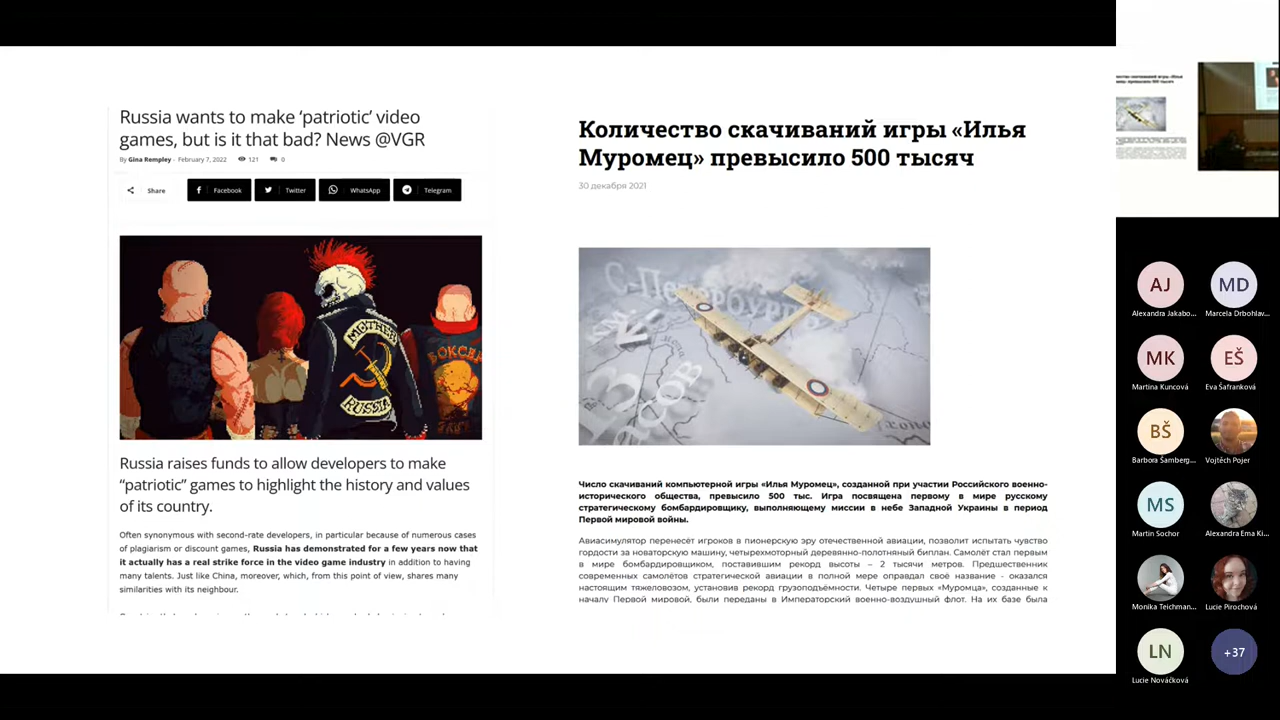 Russia wants to make ‘patriotic’ video
games, but is it that bad? News @VGR
By Gina Rempley - February 7, 2022 121 0
Share Facebook Twitter WhatsApp Telegram
MOTHER
RUSSIA
БОКСАН
Russia raises funds to allow developers to make
“patriotic” games to highlight the history and values
of its country.
Often synonymous with second-rate developers, in particular because of numerous cases
of plagiarism or discount games, Russia has demonstrated for a few years now that
it actually has a real strike force in the video game industry in addition to having
many talents. Just like China, moreover, which, from this point of view, shares many
similarities with its neighbour.
Количество скачиваний игры «Илья
Муромец» превысило 500 тысяч
30 декабря 2021
Число скачиваний компьютерной игры «Илья Муромец», созданной при участии Российского военно-
исторического общества, превысило 500 тыс. Игра посвящена первому в мире русскому
стратегическому бомбардировщику, выполняющему миссии в небе Западной Украины в период
Первой мировой войны.
Авиасимулятор перенесёт игроков в пионерскую эру отечественной авиации, позволит испытать чувство
гордости за новаторскую машину, четырехмоторный деревянно-полотняный биплан. Самолёт стал первым
в мире бомбардировщиком, поставившим рекорд высоты – 2 тысячи метров. Предшественник
современных самолётов стратегической авиации в полной мере оправдал своё название - оказался
настоящим тяжеловозом, установив рекорд грузоподъёмности. Четыре первых «Муромца», созданные к
началу Первой мировой, были переданы в Императорский военно-воздушный флот. На их базе была
AJ MD
Alexandra Jakabo... Marcela Drbohlav...
MK EŠ
Martina Kuncová Eva Šafranková
BŠ
Barbora Šamberg... Vojtěch Pojer
MS
Martin Sochor Alexandra Ema Ki...
Monika Teichman... Lucie Pirochová
LN +37
Lucie Nováčková